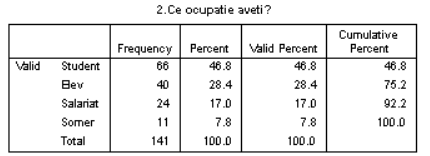 2.Ce ocupatie aveti?
Frequency Percent Valid Percent Cumulative Percent
Valid Student 66 46.8 46.8 46.8
Elev 40 28.4 28.4 75.2
Salariat 24 17.0 17.0 92.2
Somer 11 7.8 7.8 100.0
Total 141 100.0 100.0